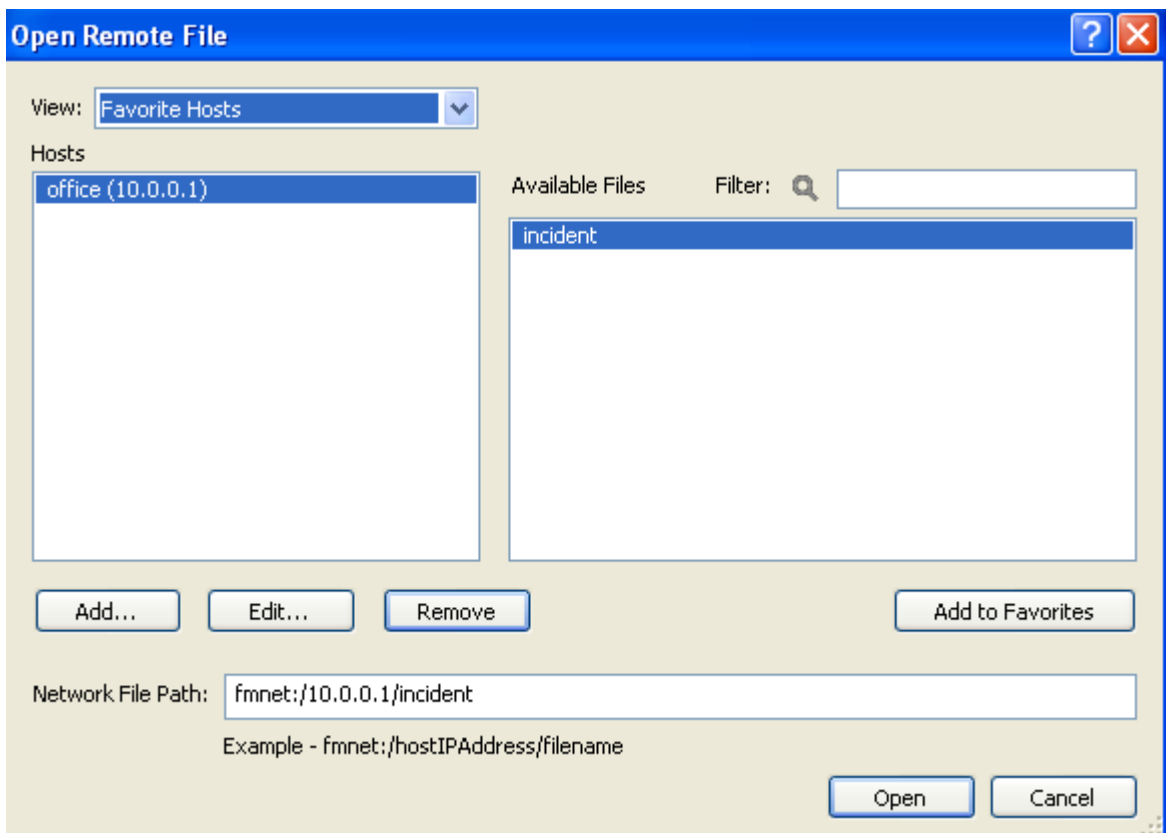 Open Remote File
View: Favorite Hosts
Hosts
office (10.0.0.1)
Available Files Filter:
incident
Add... Edit... Remove Add to Favorites
Network File Path: fmnet:/10.0.0.1/incident
Example - fmnet:/hostIPAddress/filename
Open Cancel